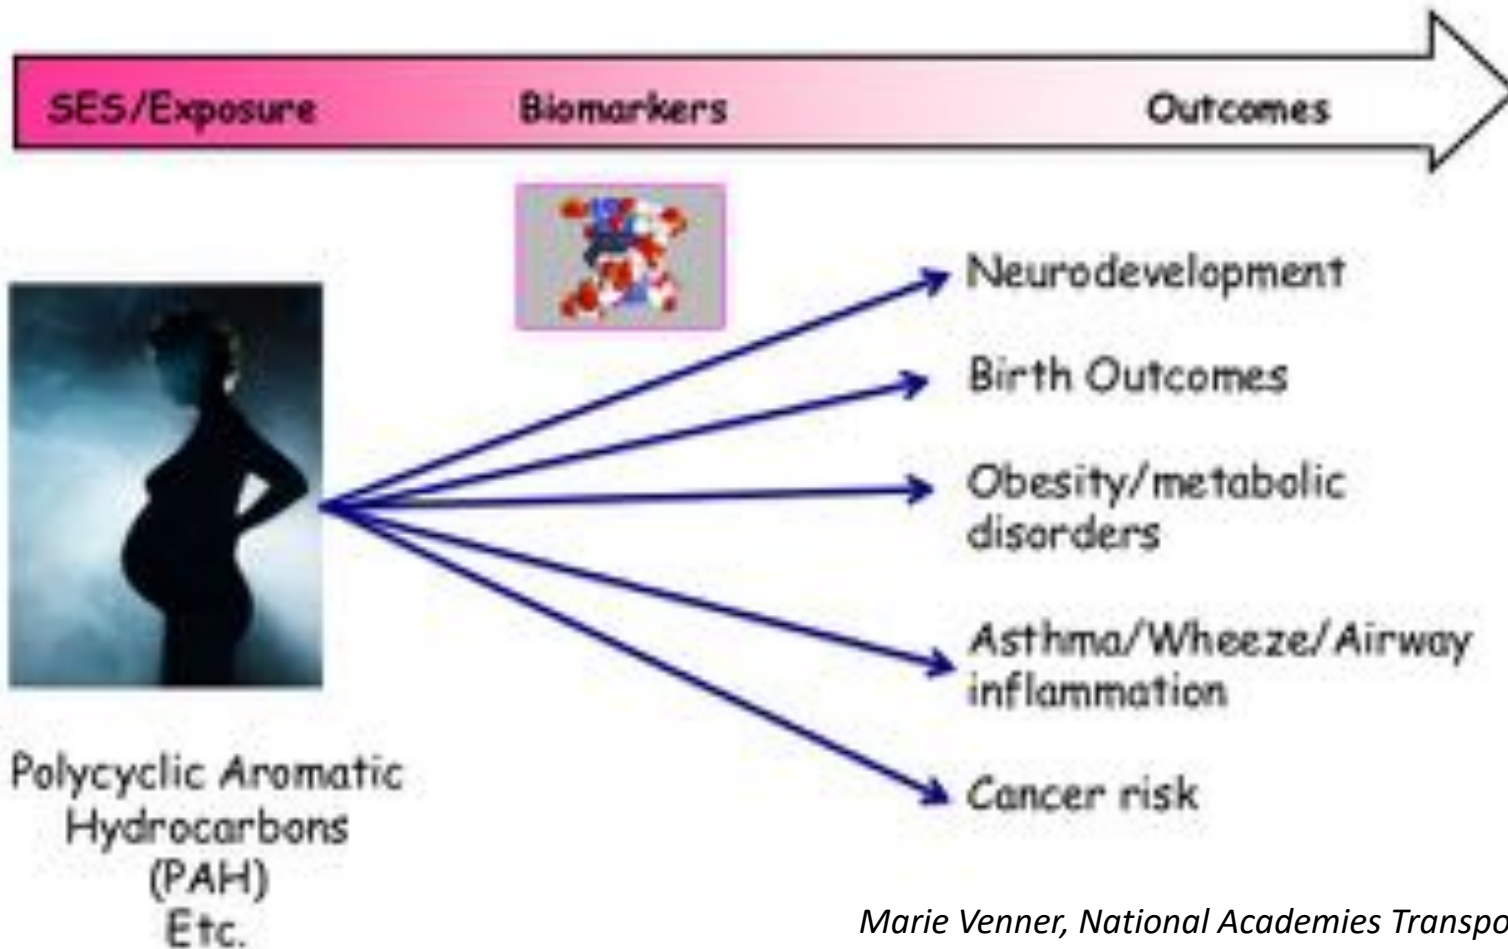 SES/Exposure Biomarkers Outcomes
Neurodevelopment
Birth Outcomes
Obesity/metabolic
disorders
Asthma/Wheeze/Airway
inflammation
Cancer risk
Polycyclic Aromatic
Hydrocarbons
(PAH)
Etc.
Marie Venner, National Academies